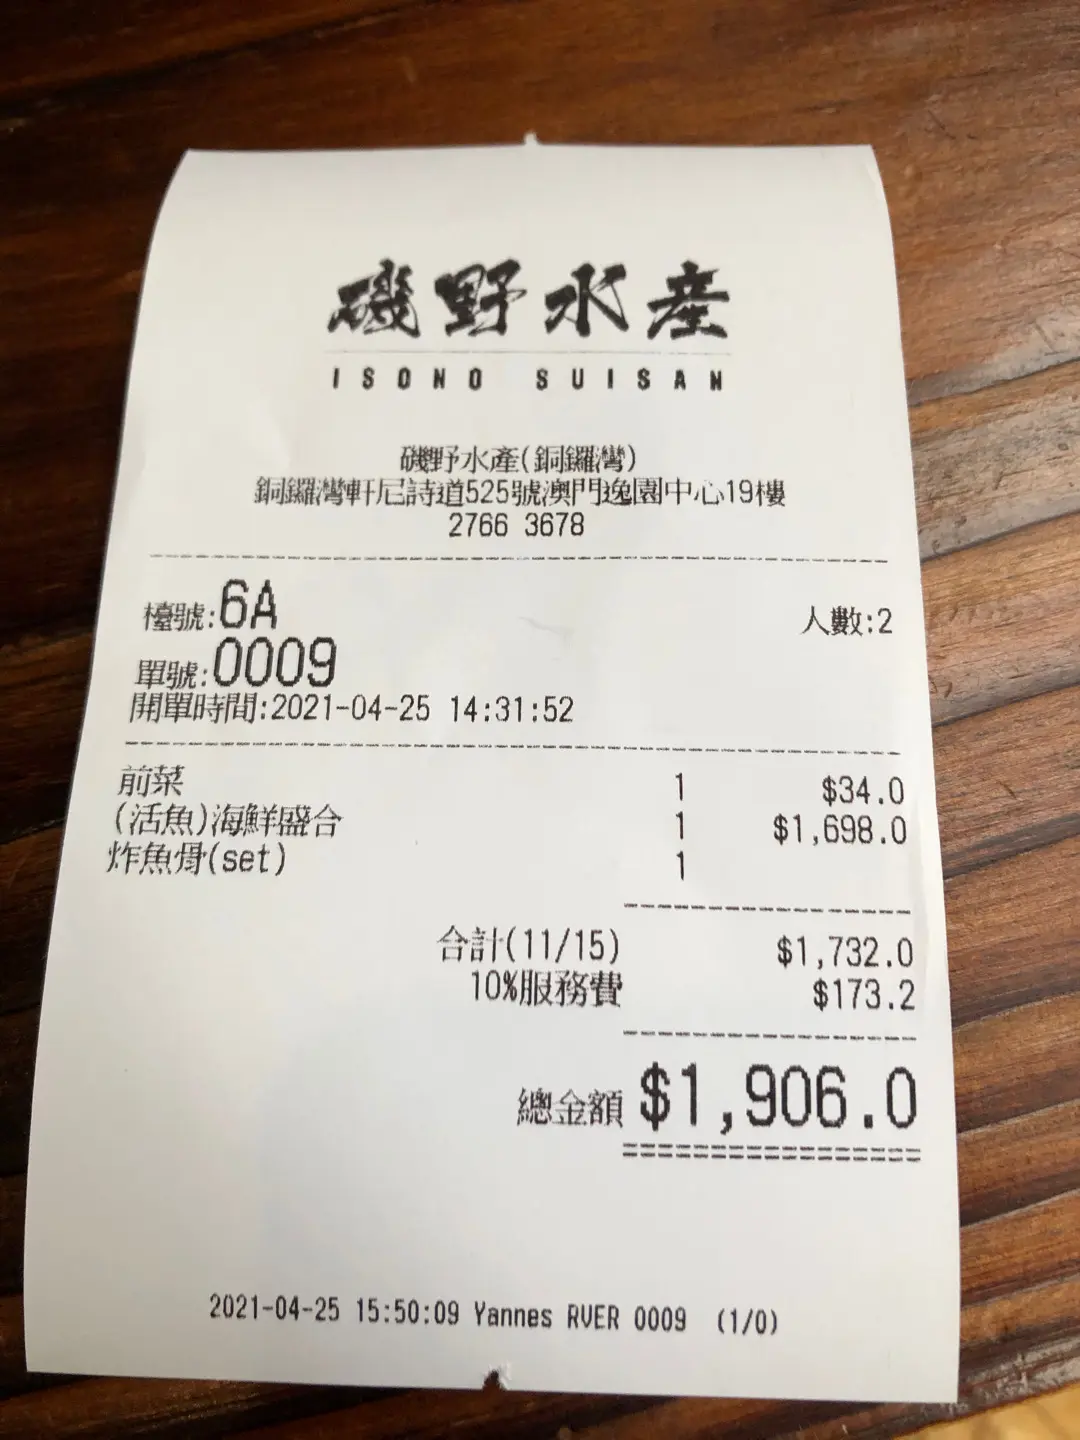 磯野水産
ISONO SUISAN
磯野水產(銅鑼灣)
銅鑼灣軒尼詩道525號澳門逸園中心19樓
2766 3678
檯號:6A 人數:2
單號:0009
開單時間:2021-04-25 14:31:52
前菜 1 $34.0
(活魚)海鮮盛合 1 $1,698.0
炸魚骨(set) 1
合計(11/15) $1,732.0
10%服務費 $173.2
總金額 $1,906.0
2021-04-25 15:50:09 Yannes RVER 0009 (1/0)